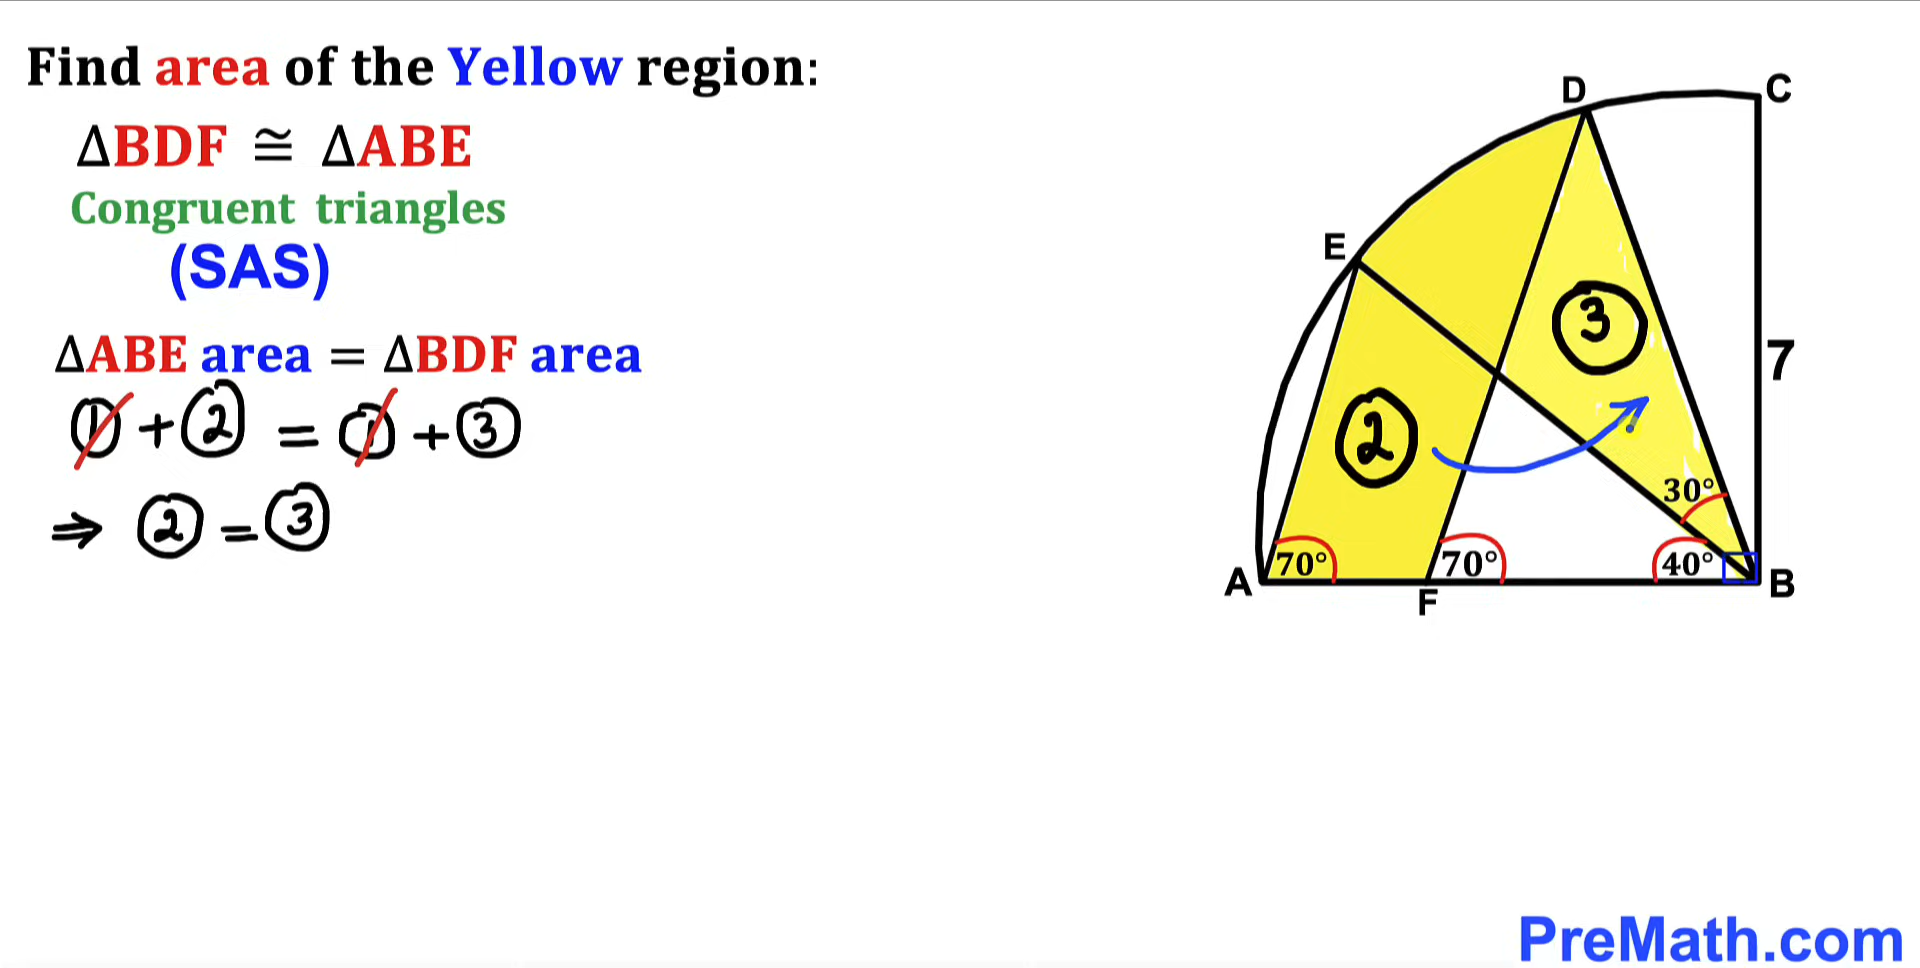 Find area of the Yellow region:
ΔBDF ≅ ΔABE
Congruent triangles
(SAS)
ΔABE area = ΔBDF area
① + ② = ① + ③
⇒ ② = ③
D
C
E
③
7
②
30°
70°
70°
40°
A
F
B
PreMath.com